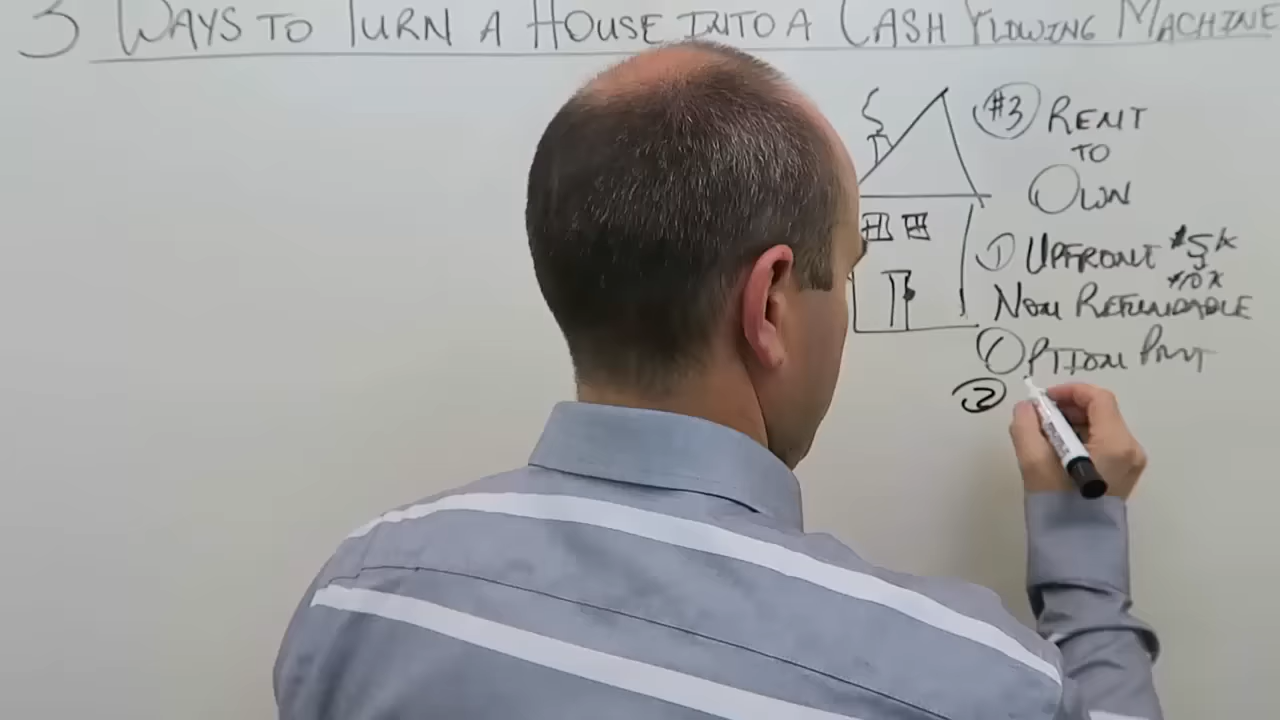 3 WAYS TO TURN A HOUSE INTO A CASH FLOWING MACHINE
#3 RENT
TO
OWN
① UPFRONT $5K
$10K
NON REFUNDABLE
OPTION PMT
②